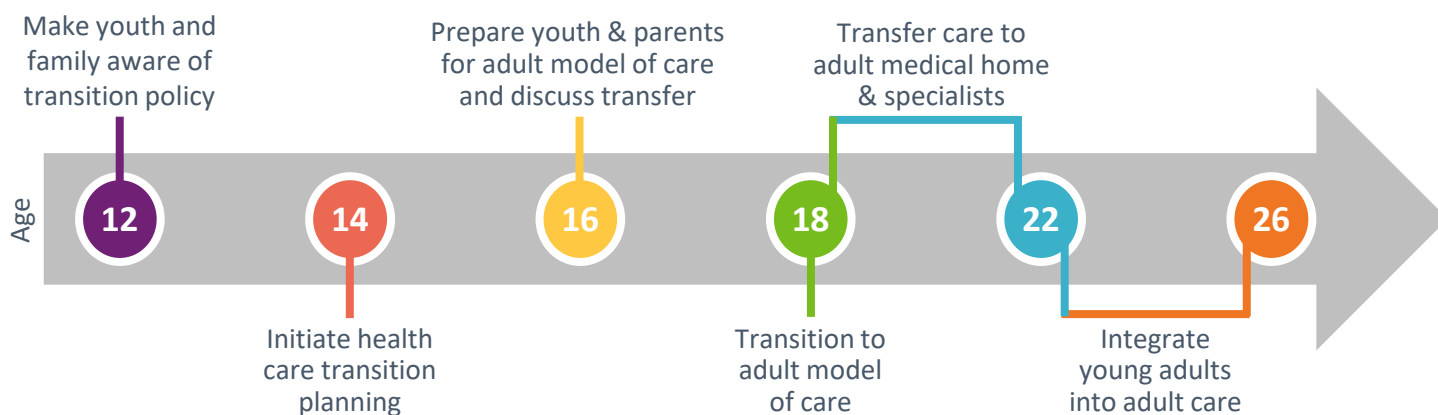 Make youth and
family aware of
transition policy
Prepare youth & parents
for adult model of care
and discuss transfer
Transfer care to
adult medical home
& specialists
Age
12
14
16
18
22
26
Initiate health
care transition
planning
Transition to
adult model
of care
Integrate
young adults
into adult care